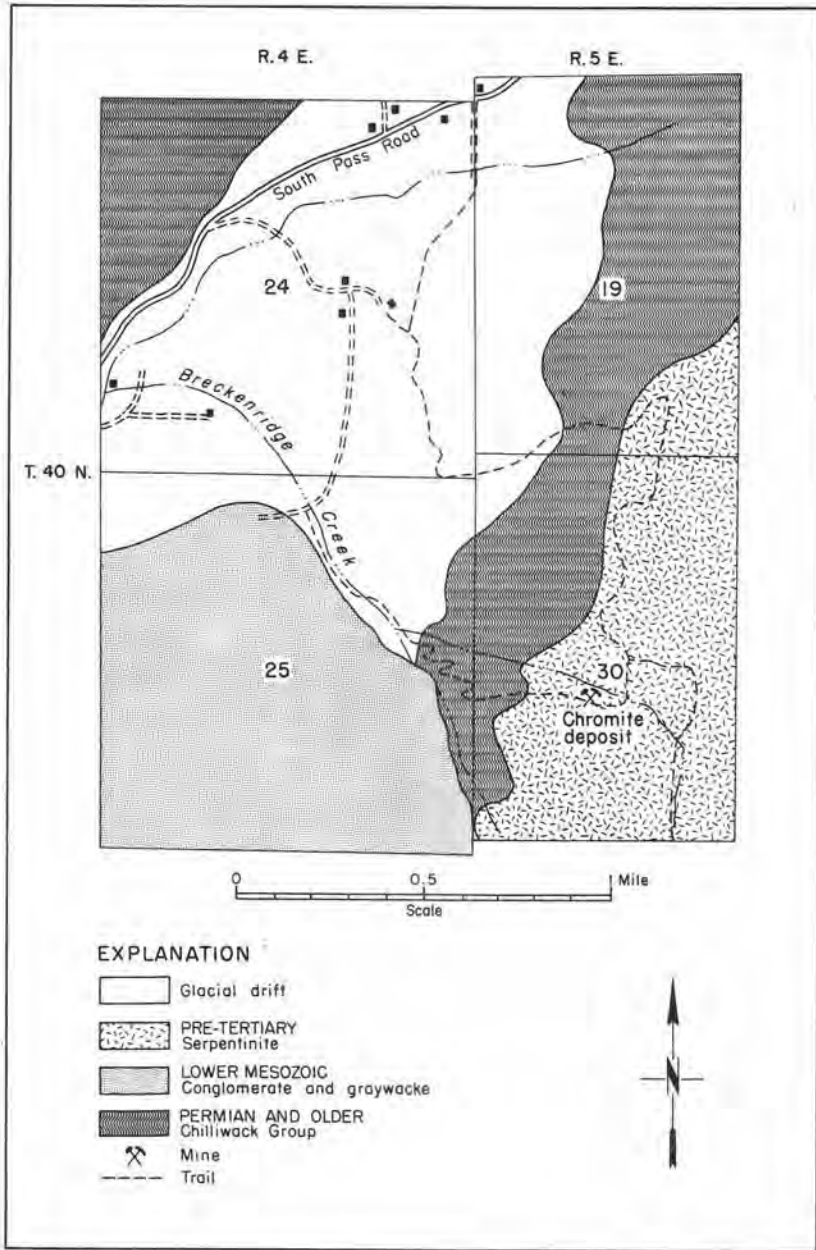 R. 4 E.
R. 5 E.
South Pass Road
24
19
Breckenridge
Creek
T. 40 N.
25
30
Chromite
deposit
0 0.5 1 Mile
Scale
EXPLANATION
Glacial drift
PRE-TERTIARY
Serpentinite
LOWER MESOZOIC
Conglomerate and graywacke
PERMIAN AND OLDER
Chilliwack Group
Mine
Trail
N